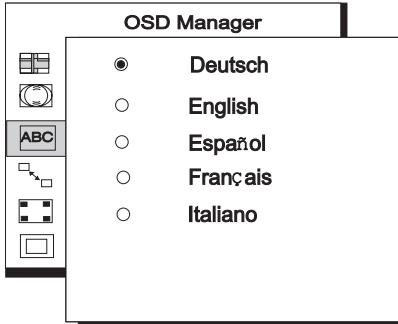 OSD Manager
Deutsch
English
ABC
Español
Français
Italiano